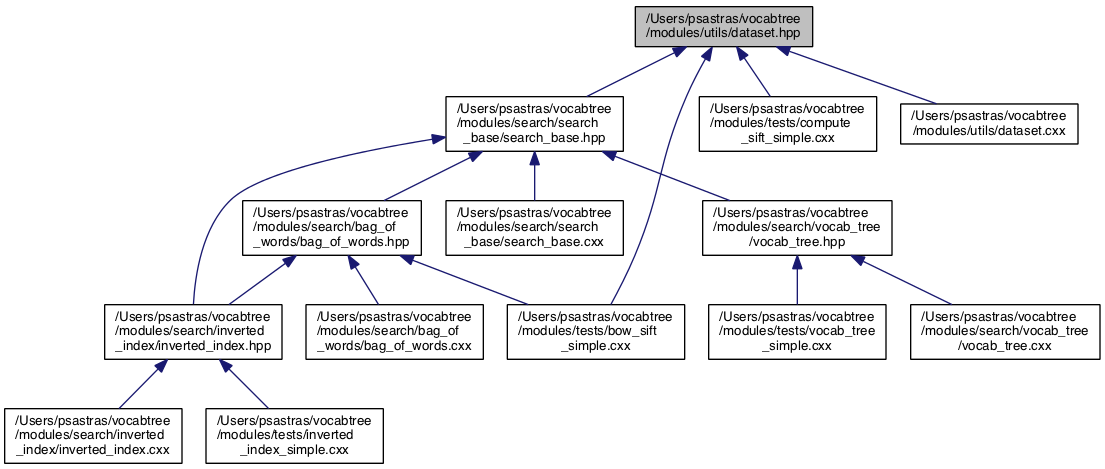 /Users/psastras/vocabtree
/modules/utils/dataset.hpp
/Users/psastras/vocabtree
/modules/search/search
_base/search_base.hpp
/Users/psastras/vocabtree
/modules/tests/compute
_sift_simple.cxx
/Users/psastras/vocabtree
/modules/utils/dataset.cxx
/Users/psastras/vocabtree
/modules/search/bag_of
_words/bag_of_words.hpp
/Users/psastras/vocabtree
/modules/search/search
_base/search_base.cxx
/Users/psastras/vocabtree
/modules/search/vocab_tree
/vocab_tree.hpp
/Users/psastras/vocabtree
/modules/search/inverted
_index/inverted_index.hpp
/Users/psastras/vocabtree
/modules/search/bag_of
_words/bag_of_words.cxx
/Users/psastras/vocabtree
/modules/tests/bow_sift
_simple.cxx
/Users/psastras/vocabtree
/modules/tests/vocab_tree
_simple.cxx
/Users/psastras/vocabtree
/modules/search/vocab_tree
/vocab_tree.cxx
/Users/psastras/vocabtree
/modules/search/inverted
_index/inverted_index.cxx
/Users/psastras/vocabtree
/modules/tests/inverted
_index_simple.cxx